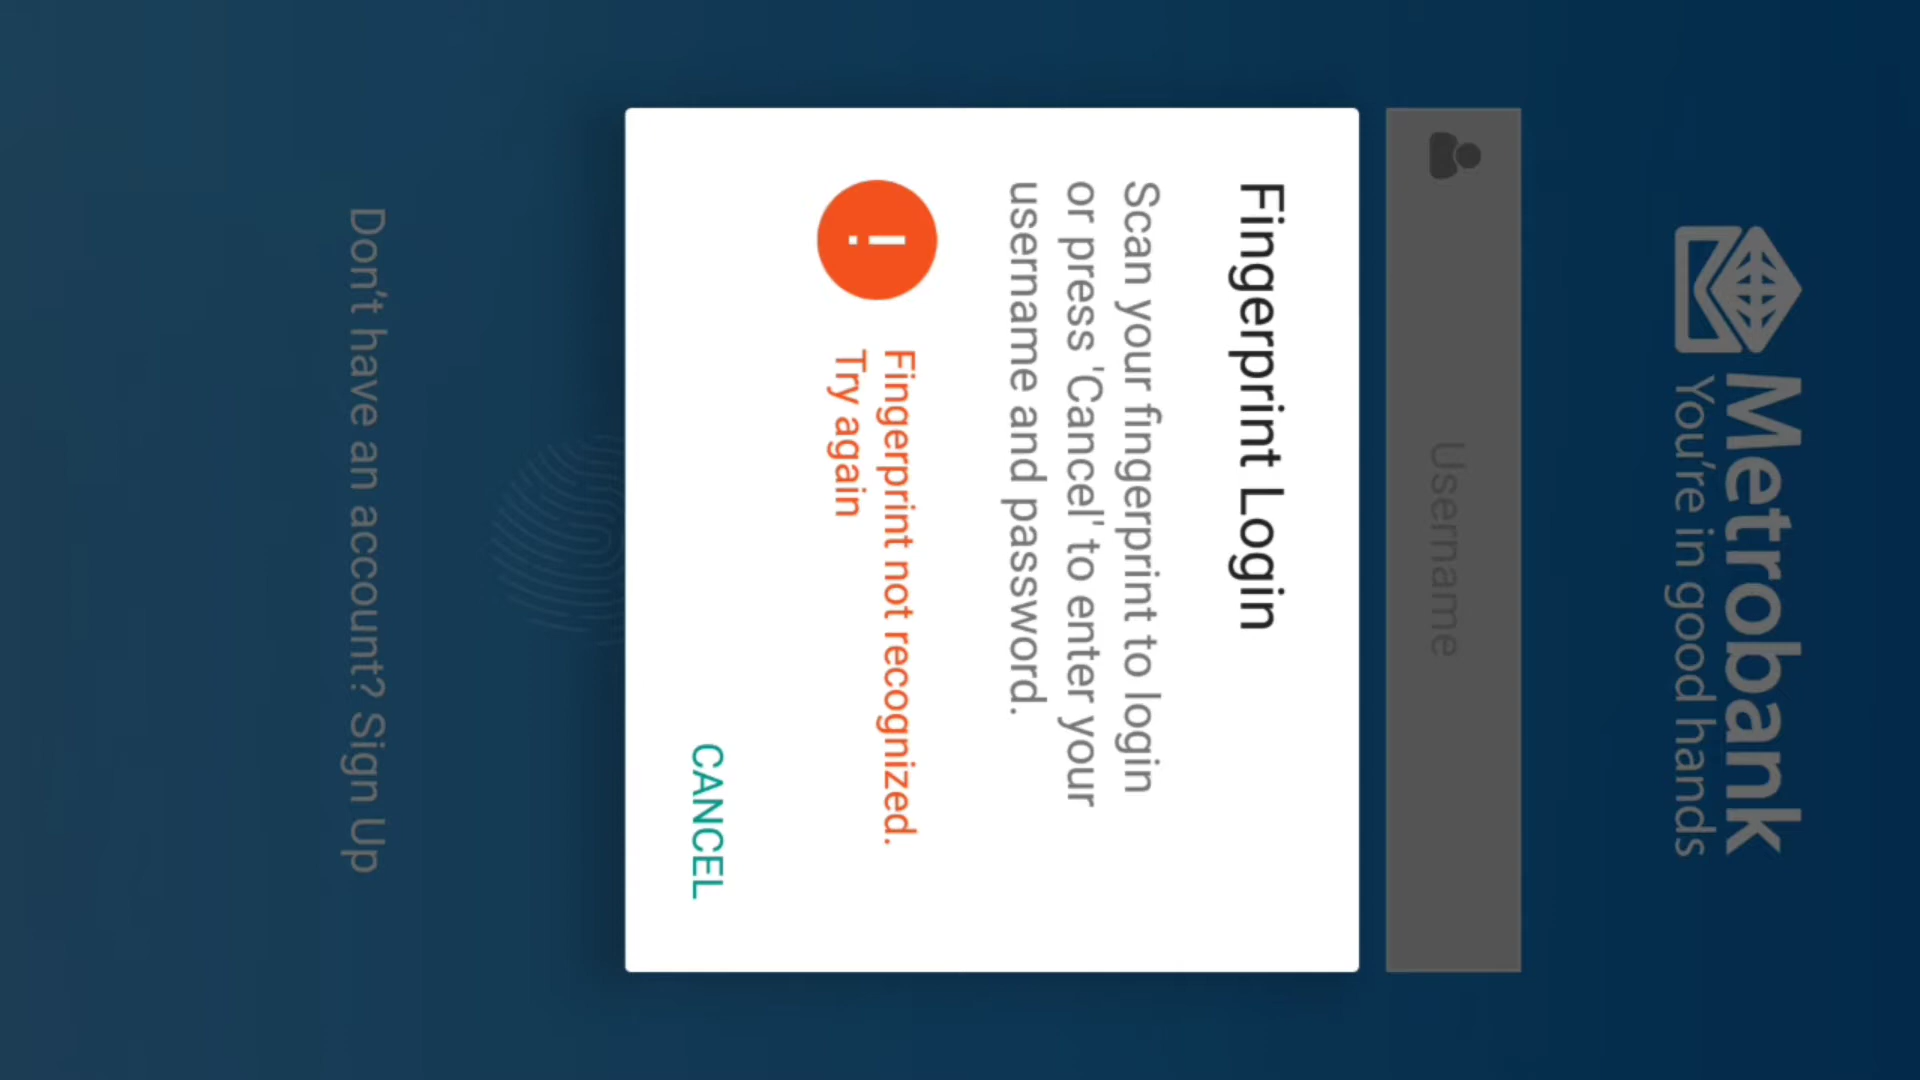 Metrobank
You're in good hands
Username
Fingerprint Login
Scan your fingerprint to login
or press 'Cancel' to enter your
username and password.
Fingerprint not recognized.
Try again
CANCEL
Don't have an account? Sign Up